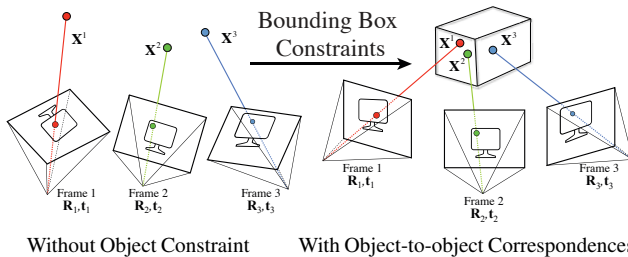 Bounding Box
Constraints
X¹
X²
X³
X¹
X²
X³
Frame 1
R₁,t₁
Frame 2
R₂,t₂
Frame 3
R₃,t₃
Frame 1
R₁,t₁
Frame 2
R₂,t₂
Frame 3
R₃,t₃
Without Object Constraint
With Object-to-object Correspondences